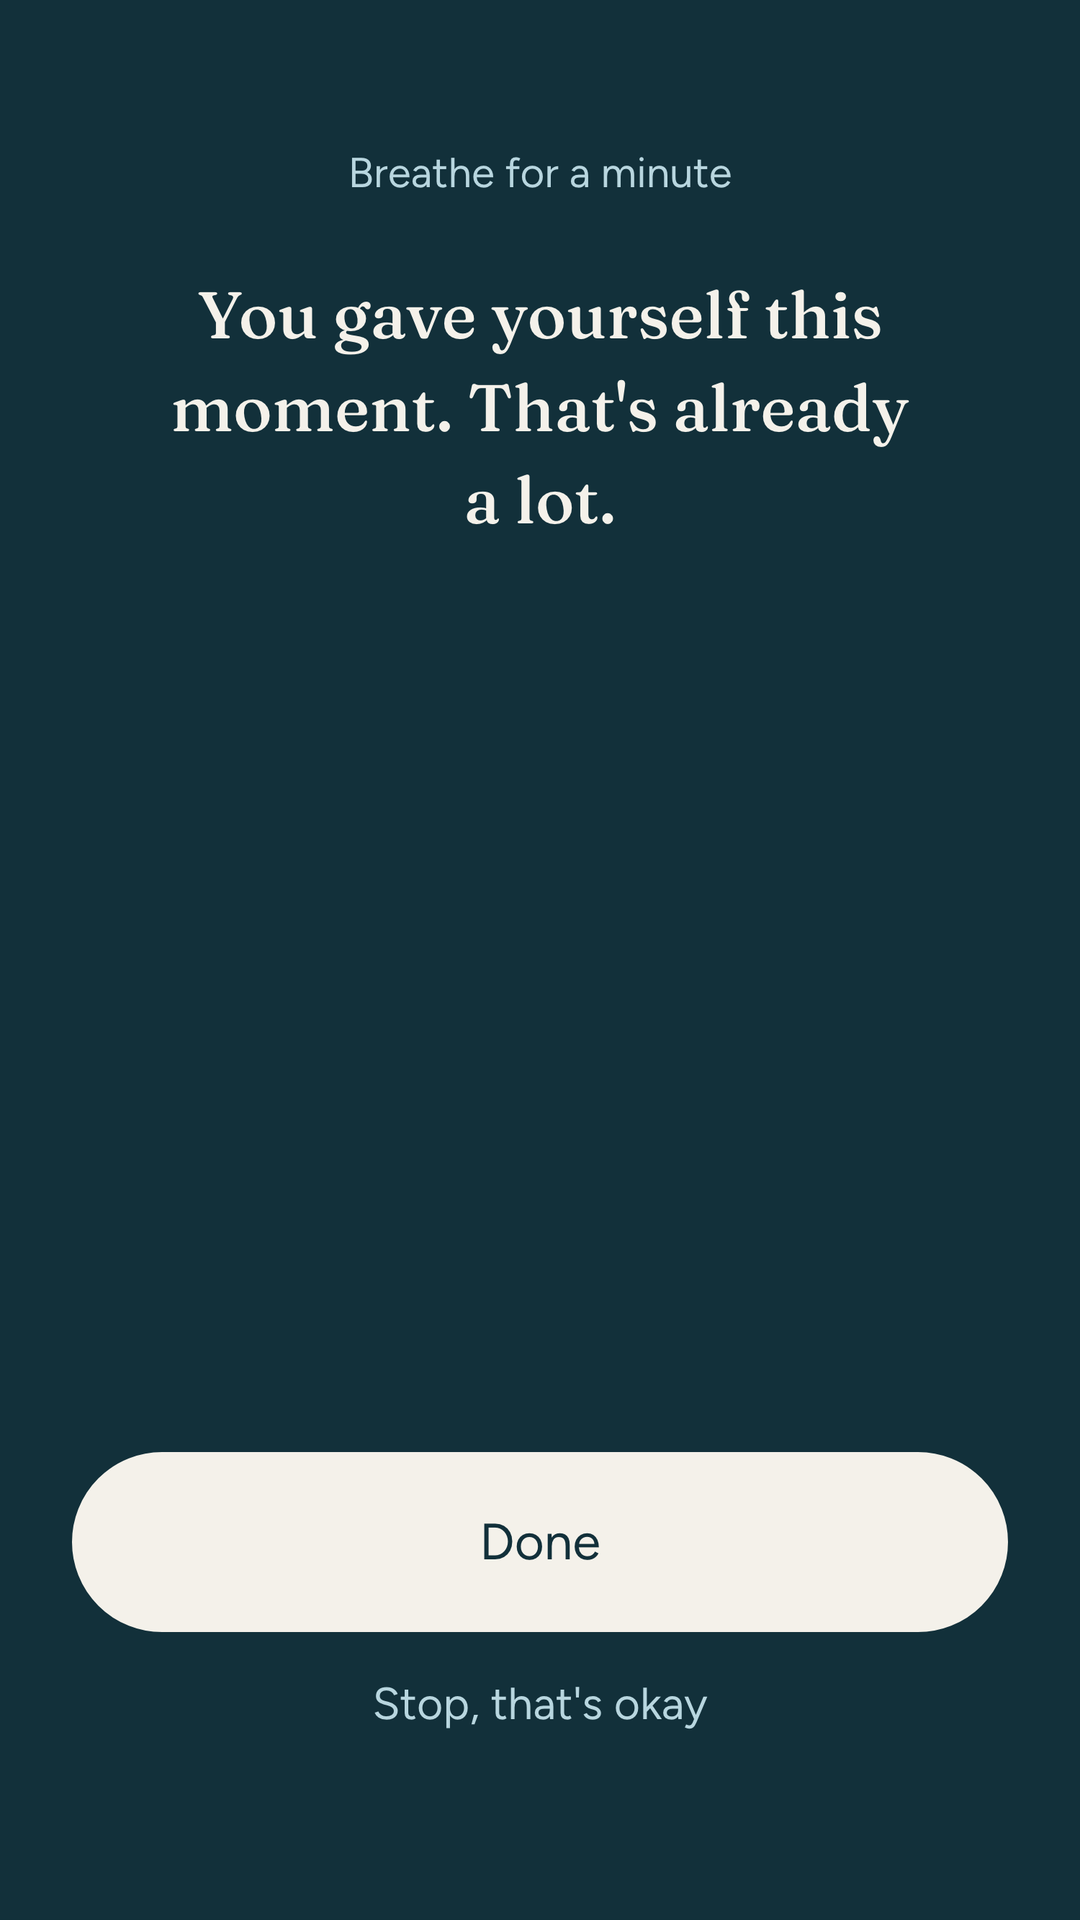 Breathe for a minute
You gave yourself this
moment. That's already
a lot.
Done
Stop, that's okay